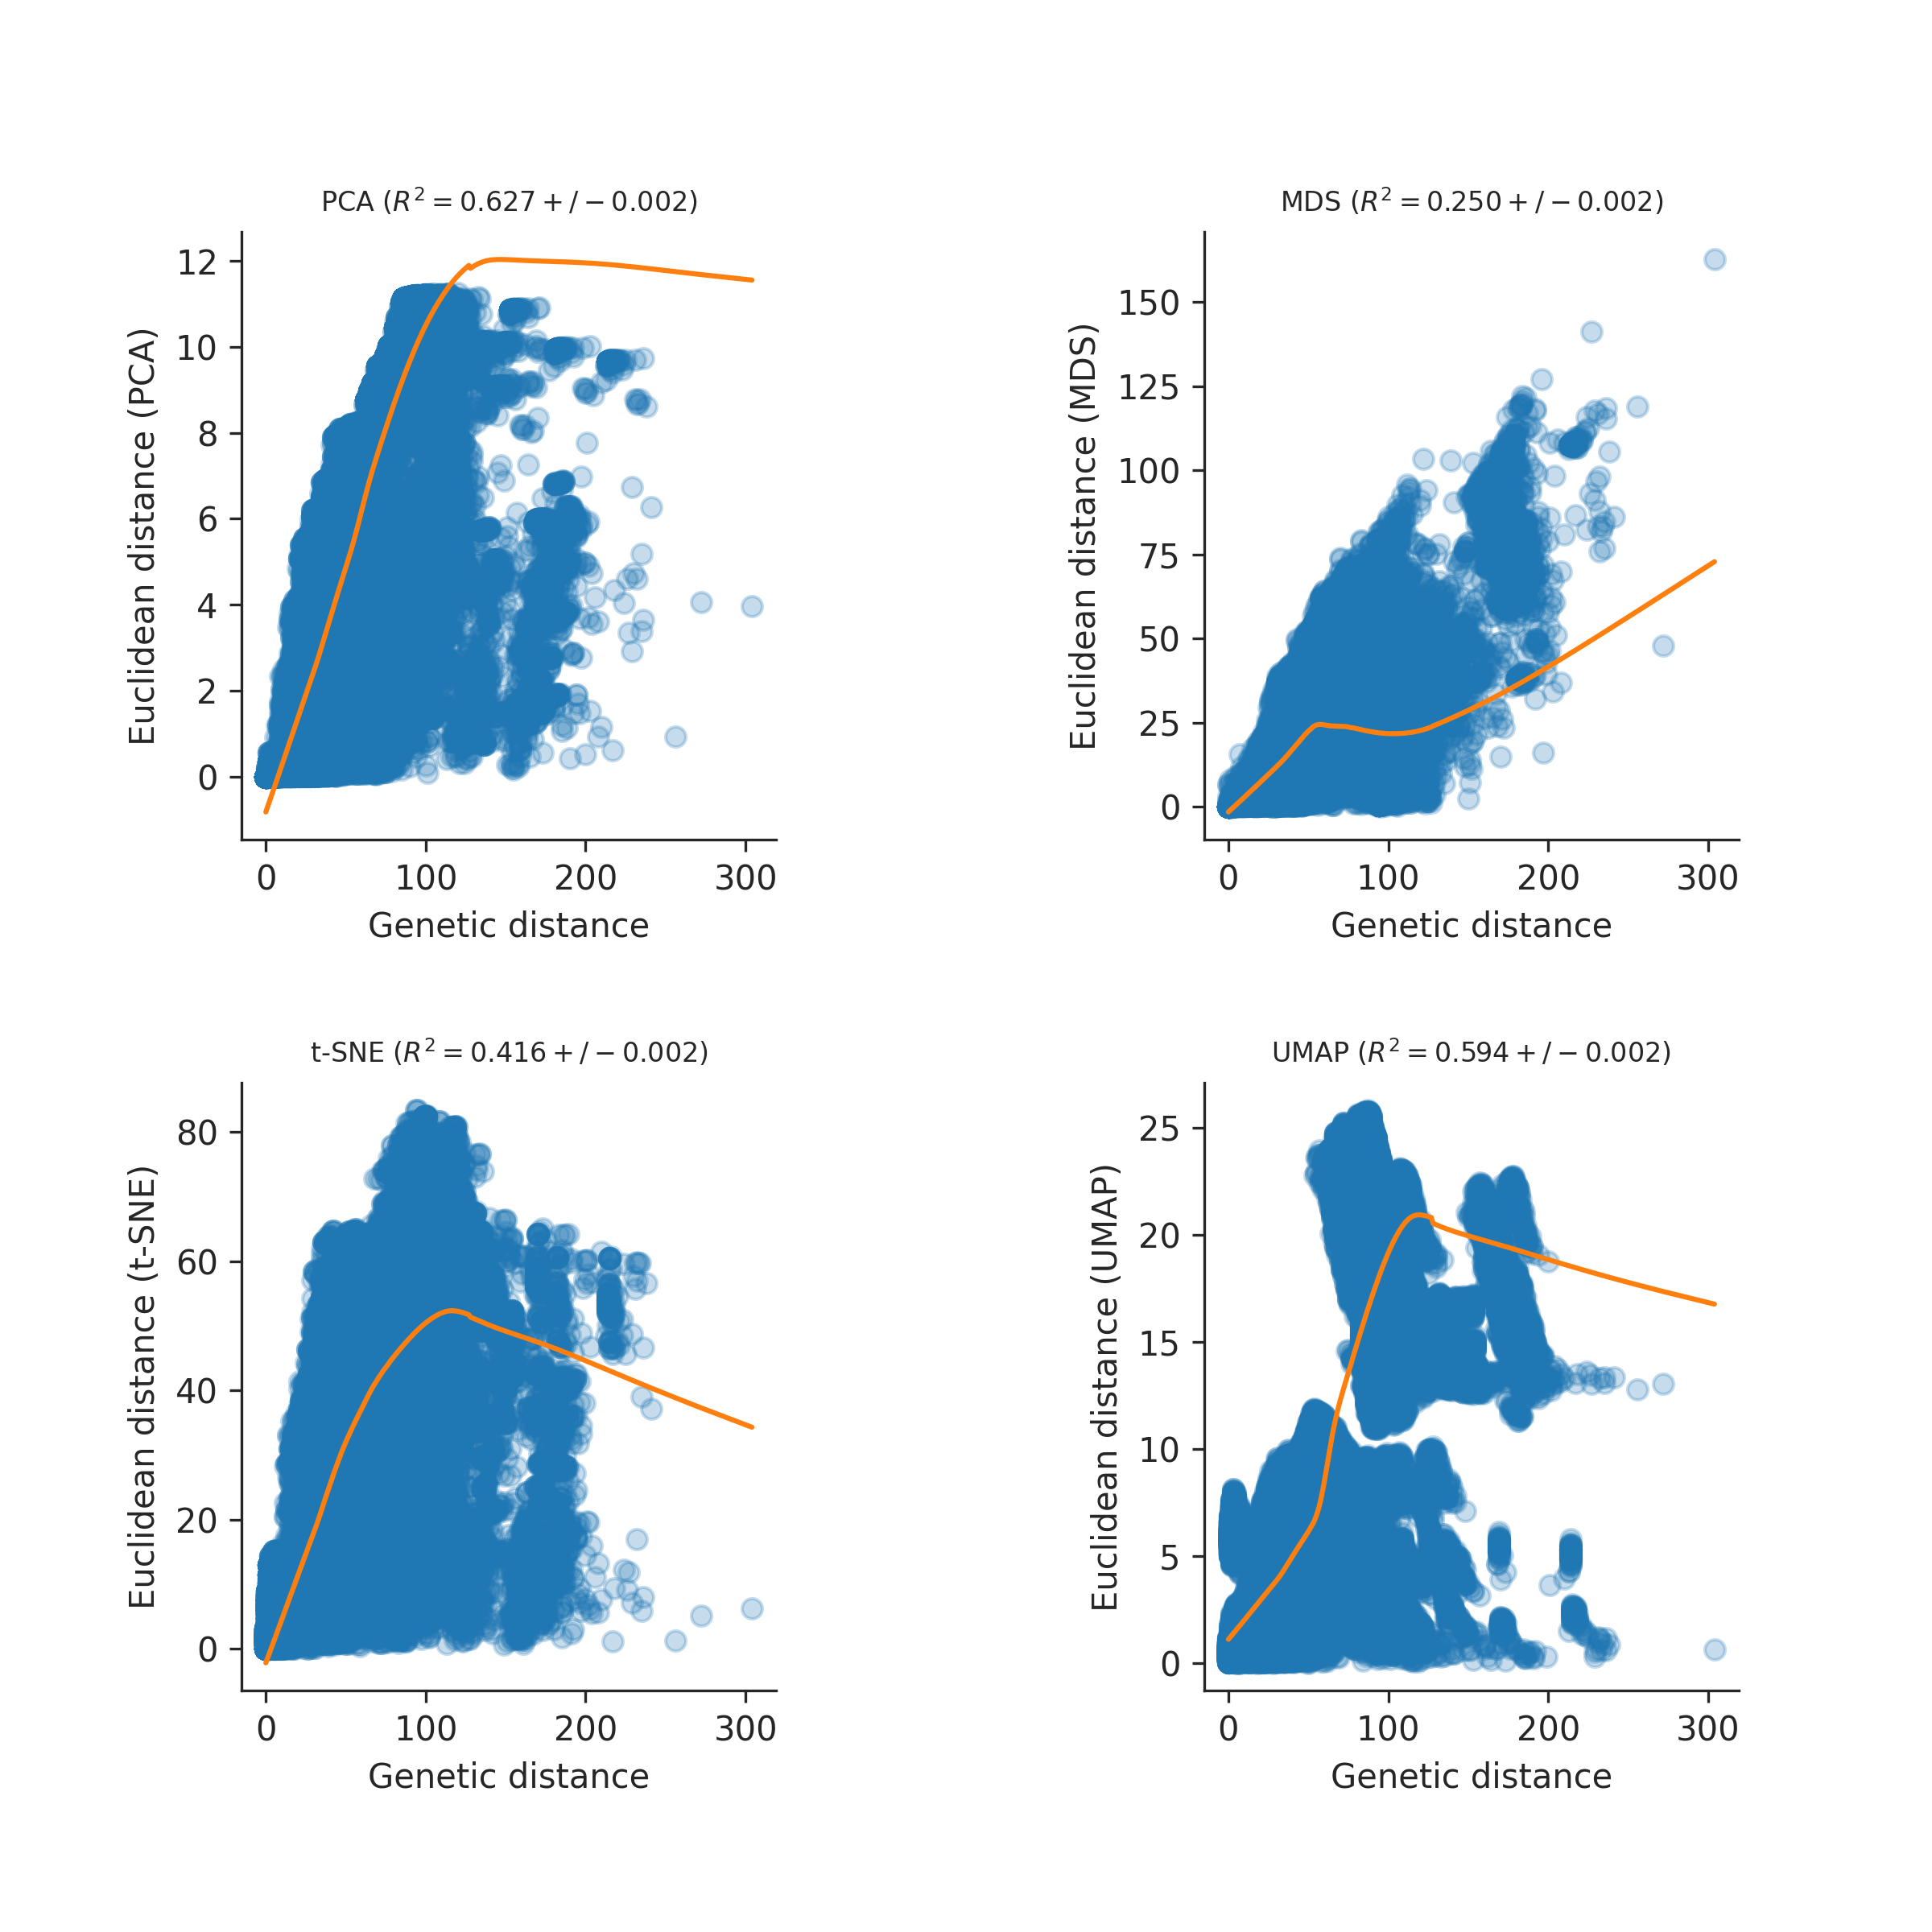 PCA (R² = 0.627 + / − 0.002)
12
10
8
6
4
2
0
Euclidean distance (PCA)
0 100 200 300
Genetic distance
MDS (R² = 0.250 + / − 0.002)
150
125
100
75
50
25
0
Euclidean distance (MDS)
0 100 200 300
Genetic distance
t-SNE (R² = 0.416 + / − 0.002)
80
60
40
20
0
Euclidean distance (t-SNE)
0 100 200 300
Genetic distance
UMAP (R² = 0.594 + / − 0.002)
25
20
15
10
5
0
Euclidean distance (UMAP)
0 100 200 300
Genetic distance